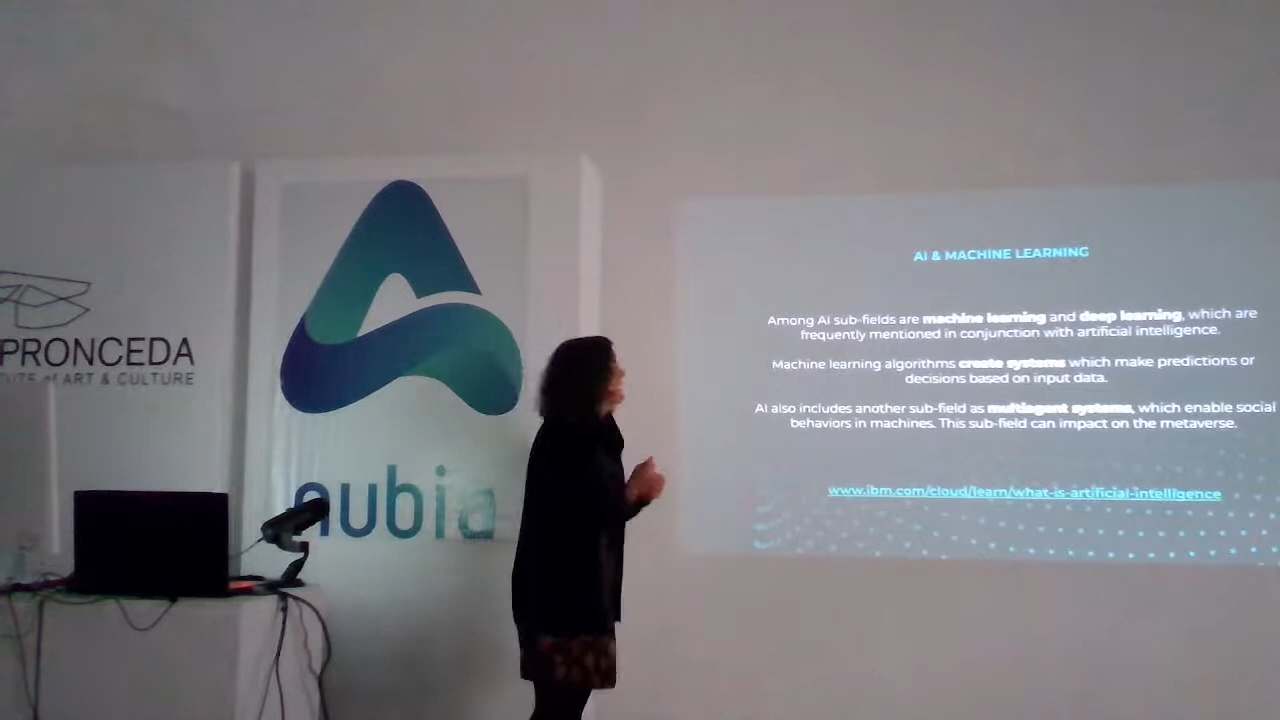 PRONCEDA
ART & CULTURE
nubia
AI & MACHINE LEARNING
Among AI sub-fields are machine learning and deep learning, which are
frequently mentioned in conjunction with artificial intelligence.
Machine learning algorithms create systems which make predictions or
decisions based on input data.
AI also includes another sub-field as multiagent systems, which enable social
behaviors in machines. This sub-field can impact on the metaverse.
www.ibm.com/cloud/learn/what-is-artificial-intelligence